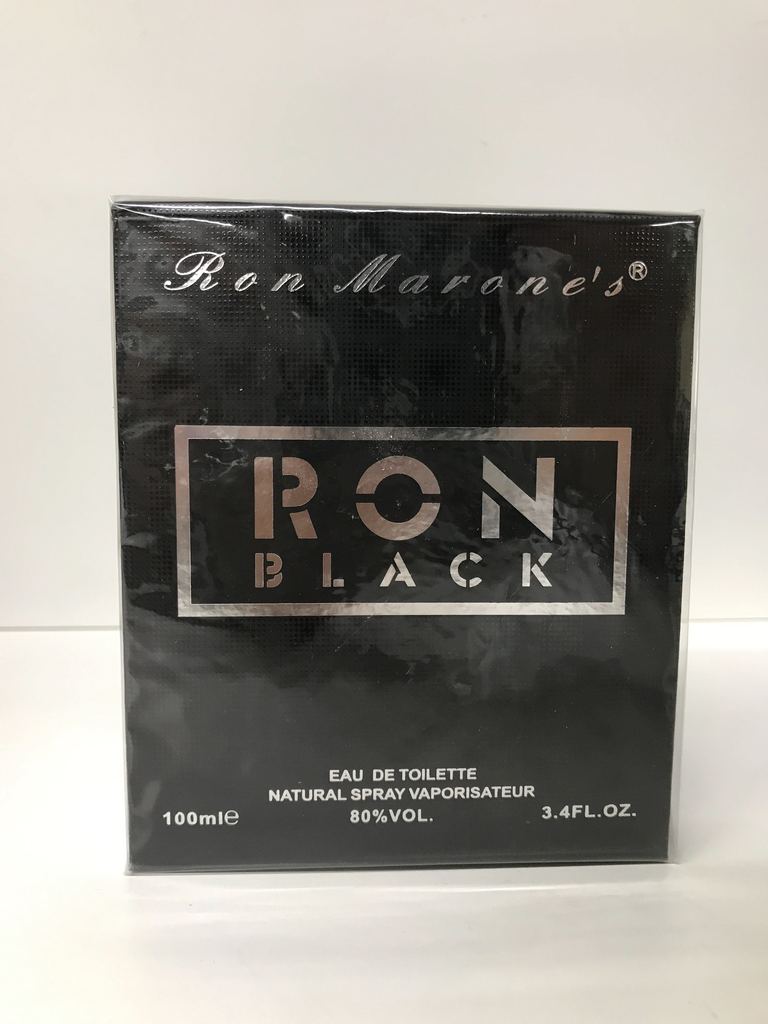 Ron Marone's®
RON
BLACK
EAU DE TOILETTE
NATURAL SPRAY VAPORISATEUR
100ml℮ 80%VOL. 3.4FL.OZ.